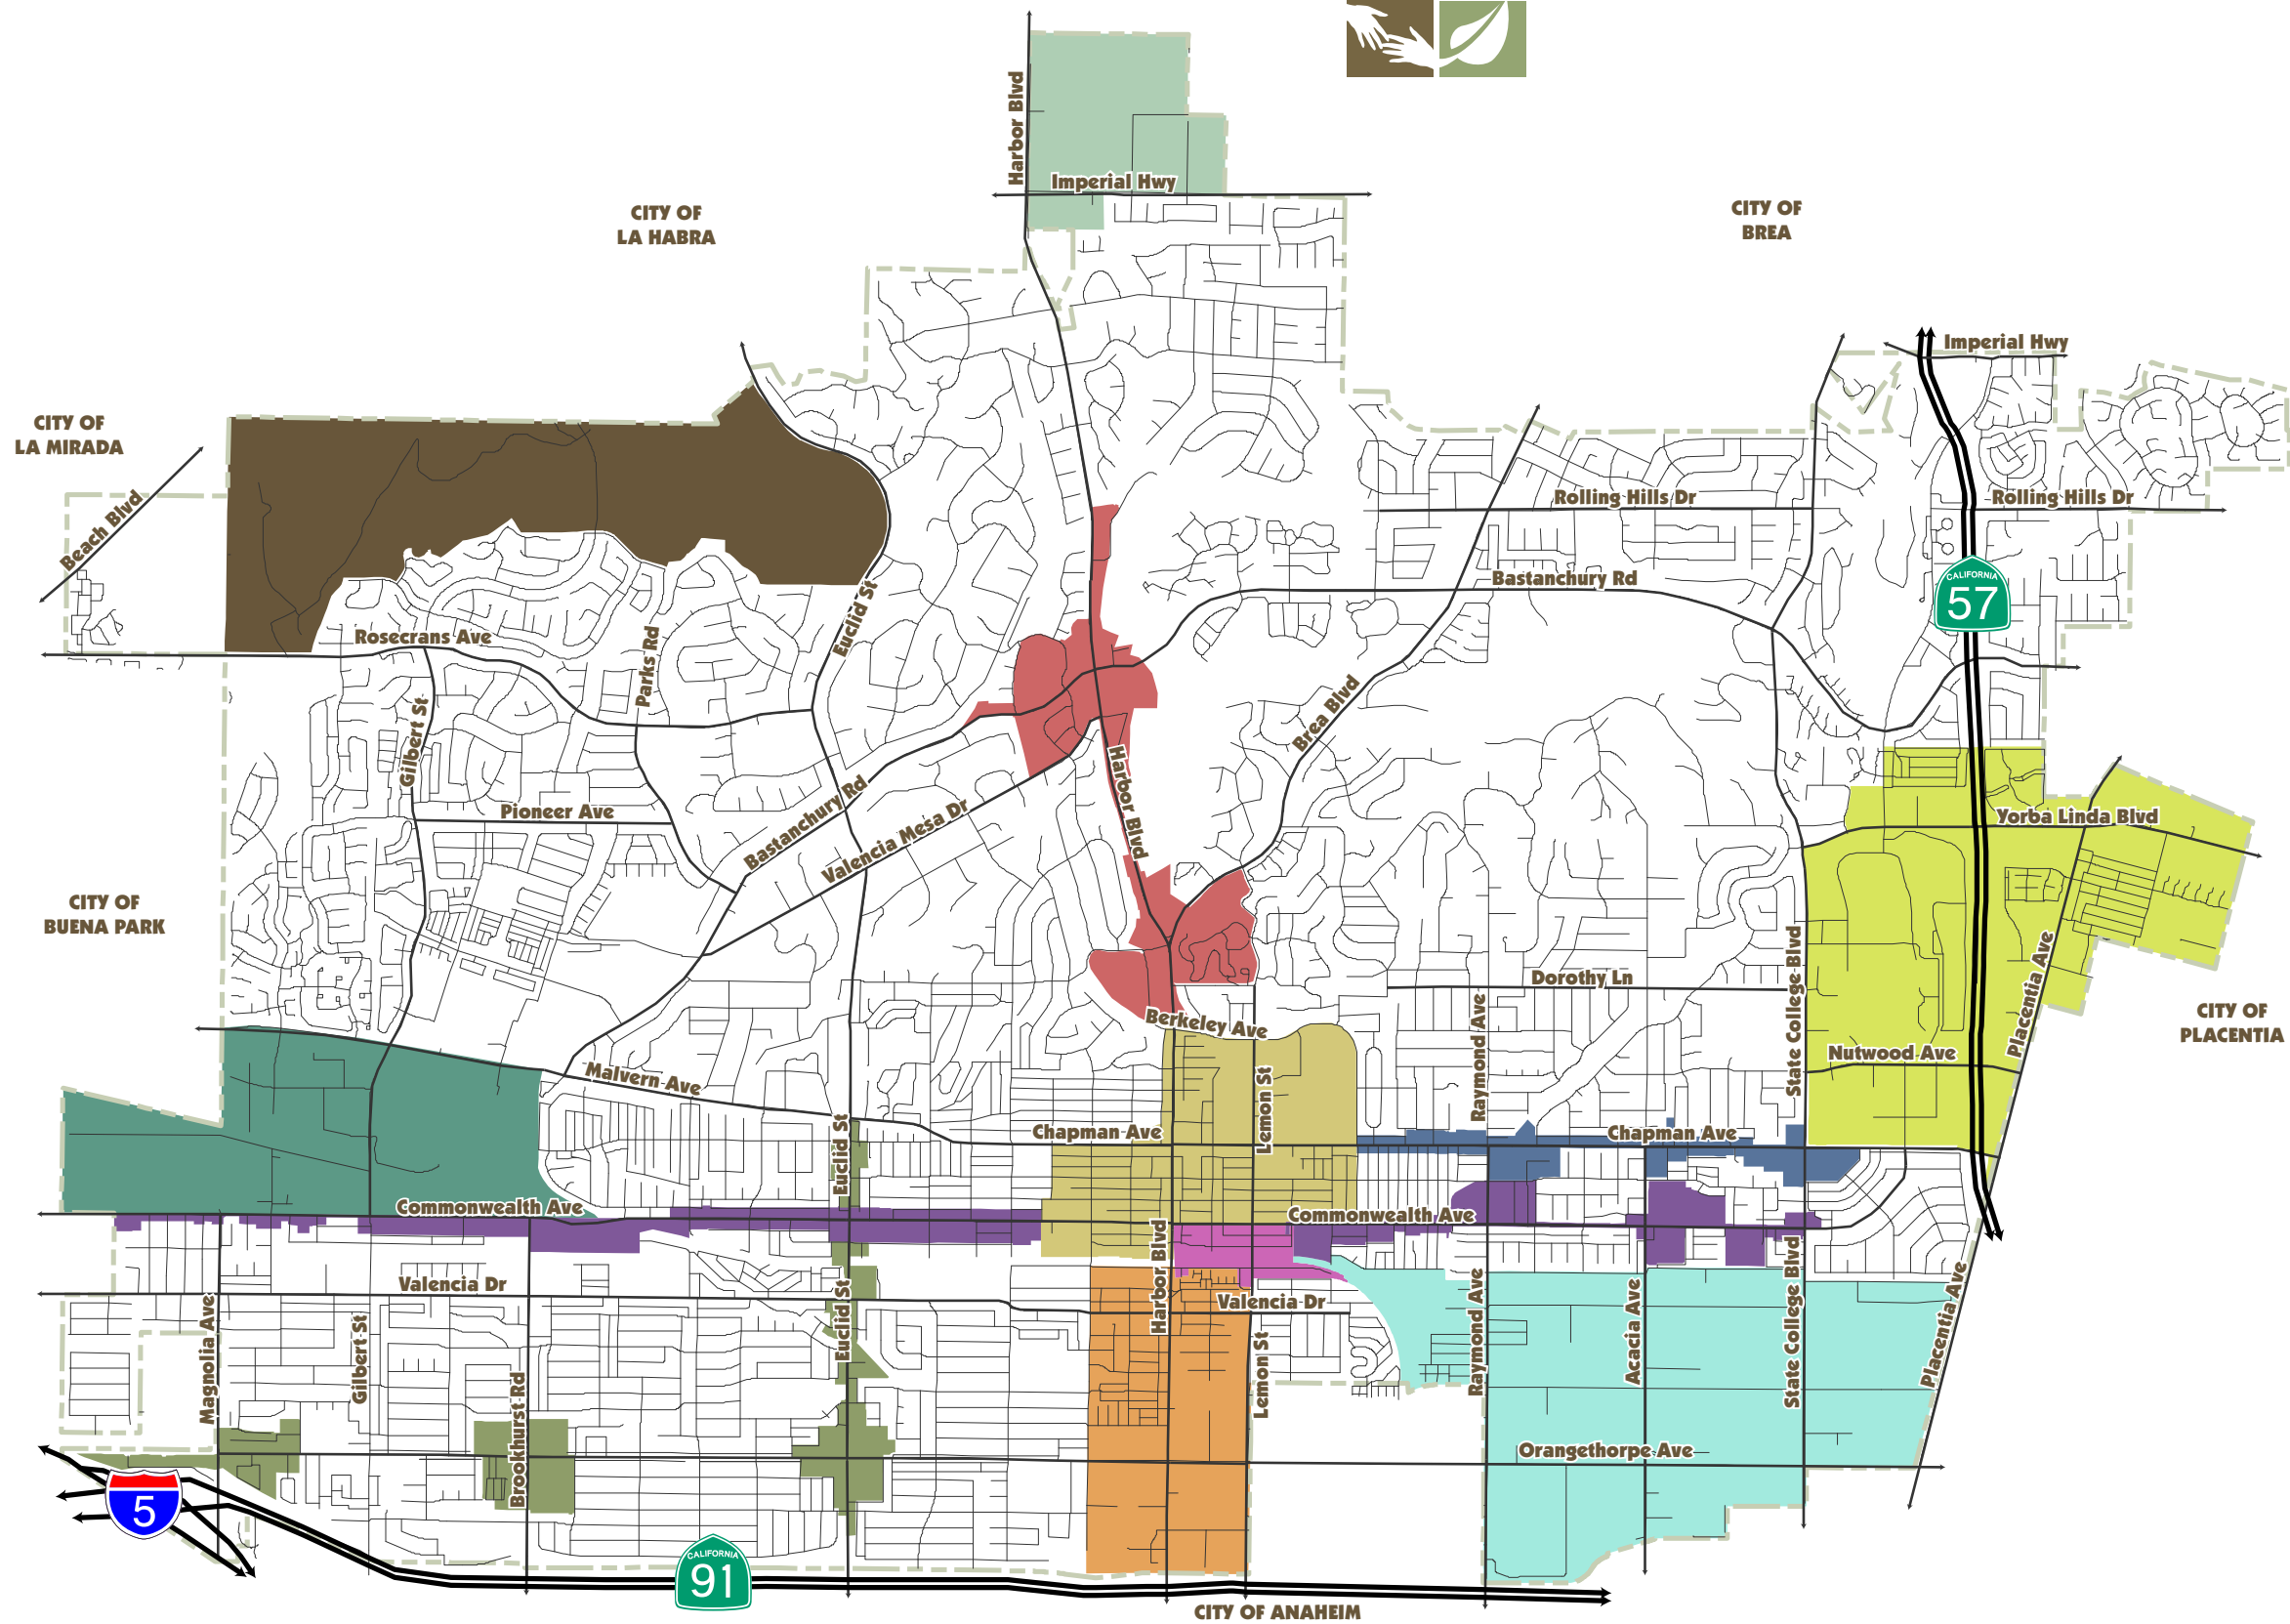 Harbor Blvd
Imperial Hwy
CITY OF
LA HABRA
CITY OF
BREA
Imperial Hwy
CITY OF
LA MIRADA
Beach Blvd
Rolling Hills Dr
Rolling Hills Dr
Bastanchury Rd
CALIFORNIA
57
Rosecrans Ave
Parks Rd
Euclid St
Gilbert St
Brea Blvd
Harbor Blvd
Pioneer Ave
Bastanchury Rd
Valencia Mesa Dr
Yorba Linda Blvd
CITY OF
BUENA PARK
Dorothy Ln
State College Blvd
Placentia Ave
Raymond Ave
CITY OF
PLACENTIA
Berkeley Ave
Nutwood Ave
Malvern Ave
Lemon St
Euclid St
Chapman Ave
Chapman Ave
Commonwealth Ave
Commonwealth Ave
Harbor Blvd
Valencia Dr
Valencia Dr
Euclid St
Magnolia Ave
Gilbert St
Brookhurst Rd
Lemon St
Raymond Ave
Acacia Ave
State College Blvd
Placentia Ave
Orangethorpe Ave
5
CALIFORNIA
91
CITY OF ANAHEIM